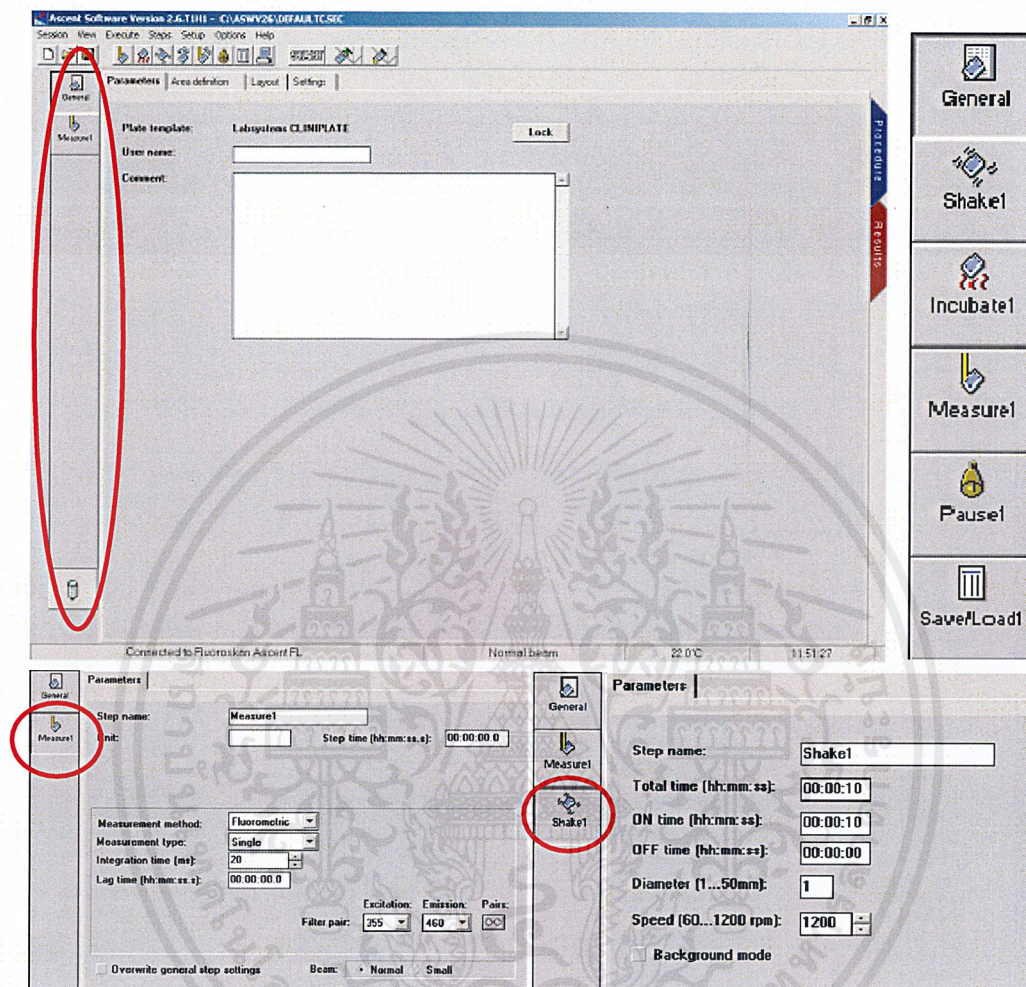 Ascent Software Version 2.6.T1H1 - C:\ASWV26\DEFAULTC.SEC
Session View Execute Steps Setup Options Help
General
Measure1
Parameters Area definition Layout Settings
Plate template: Labsystems CLINIPLATE
Lock
User name:
Comment:
Procedure
Results
Connected to Fluoroskan Ascent FL Normal beam 22.0°C 11:51:27
General
Shake1
Incubate1
Measure1
Pause1
Save/Load1
General
Measure1
Parameters
Step name: Measure1
Unit: Step time (hh:mm:ss.s): 00:00:00.0
Measurement method: Fluorometric
Measurement type: Single
Integration time (ms): 20
Lag time (hh:mm:ss.s): 00:00:00.0
Excitation: Emission: Pairs:
Filter pair: 355 460
Overwrite general step settings Beam: Normal Small
General
Measure1
Shake1
Parameters
Step name: Shake1
Total time (hh:mm:ss): 00:00:10
ON time (hh:mm:ss): 00:00:10
OFF time (hh:mm:ss): 00:00:00
Diameter (1...50mm): 1
Speed (60...1200 rpm): 1200
Background mode